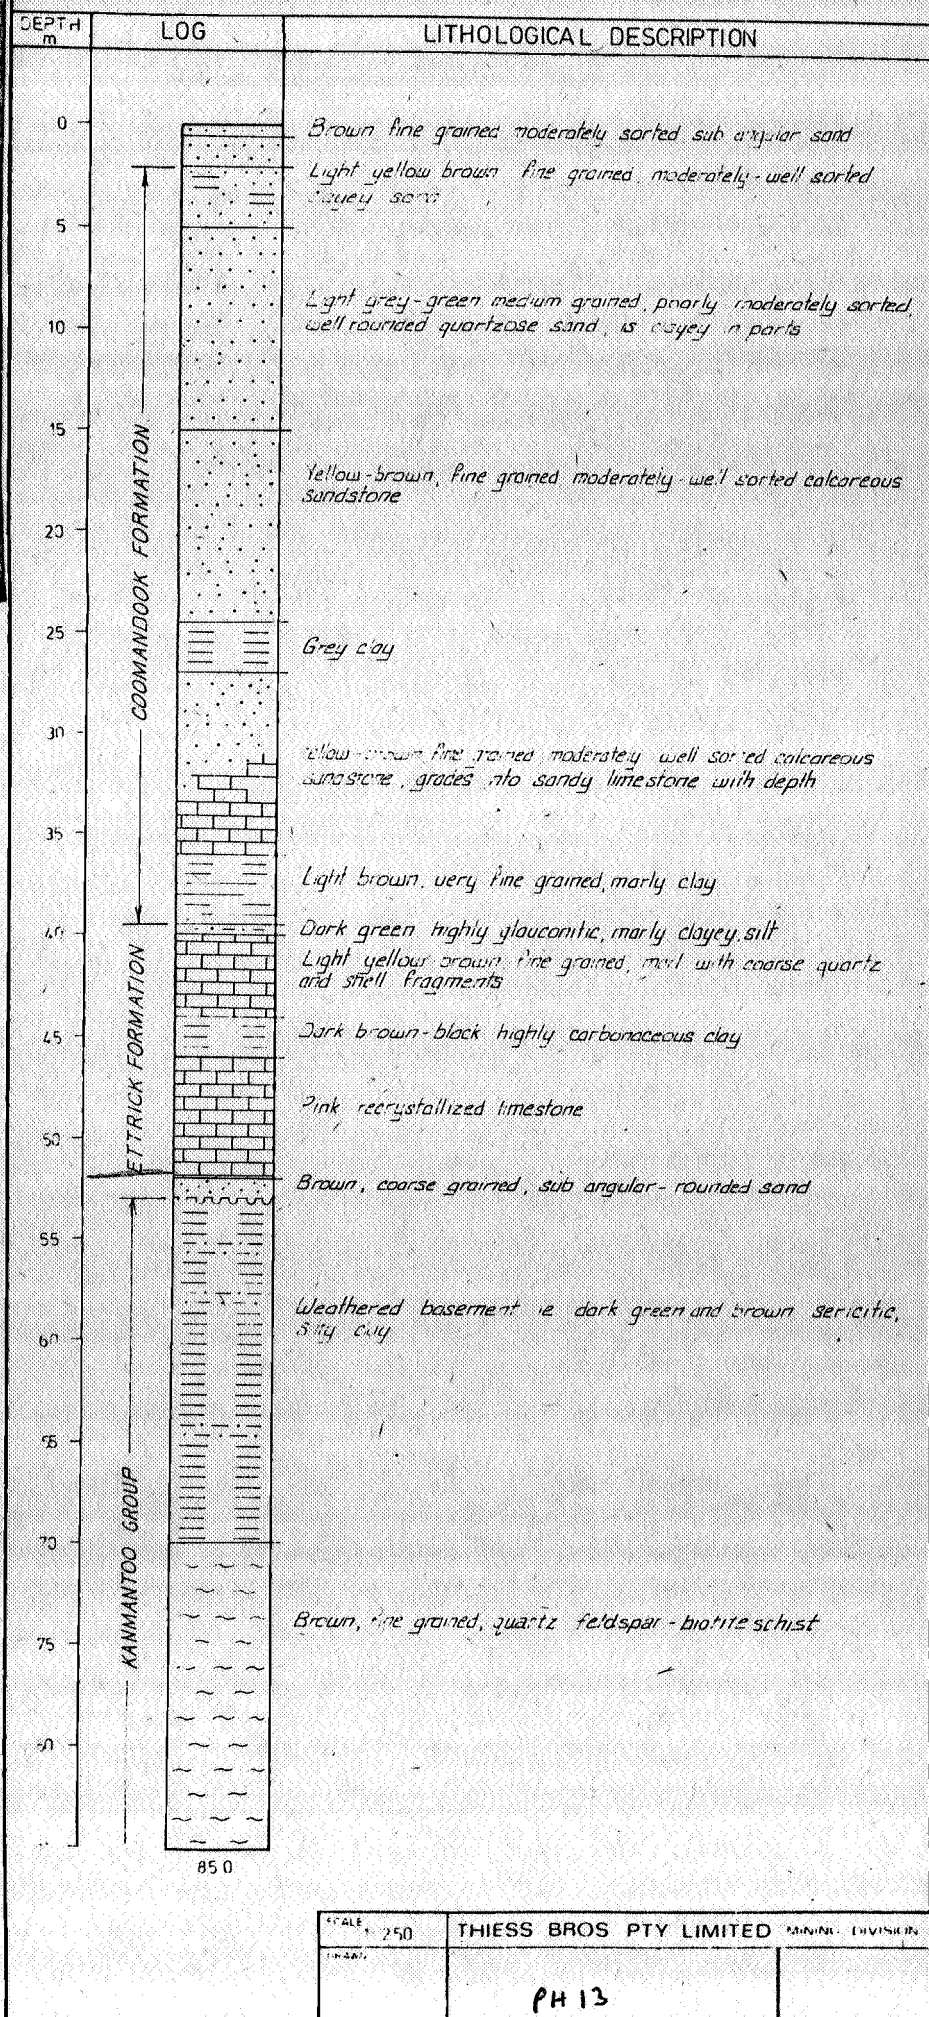 DEPTH
m
LOG
LITHOLOGICAL DESCRIPTION
0
5
10
15
20
25
30
35
40
45
50
55
60
65
70
75
80
COOMANDOOK FORMATION
ETTRICK FORMATION
KANMANTOO GROUP
Brown fine grained moderately sorted sub angular sand
Light yellow brown fine grained, moderately-well sorted
clayey sand
Light grey-green medium grained, poorly moderately sorted,
well rounded quartzose sand, is clayey in parts
Yellow-brown, fine grained moderately-well sorted calcareous
sandstone
Grey clay
Yellow-brown fine grained moderately well sorted calcareous
sandstone, grades into sandy limestone with depth
Light brown, very fine grained, marly clay
Dark green highly glauconitic, marly clayey, silt
Light yellow brown, fine grained, marl with coarse quartz
and shell fragments
Dark brown-black highly carbonaceous clay
Pink recrystallized limestone
Brown, coarse grained, sub angular-rounded sand
Weathered basement ie dark green and brown sericitic,
silty clay
Brown, fine grained, quartz feldspar-biotite schist
85.0
SCALE 1:250
THIESS BROS PTY LIMITED MINING DIVISION
DRAWN
PH 13